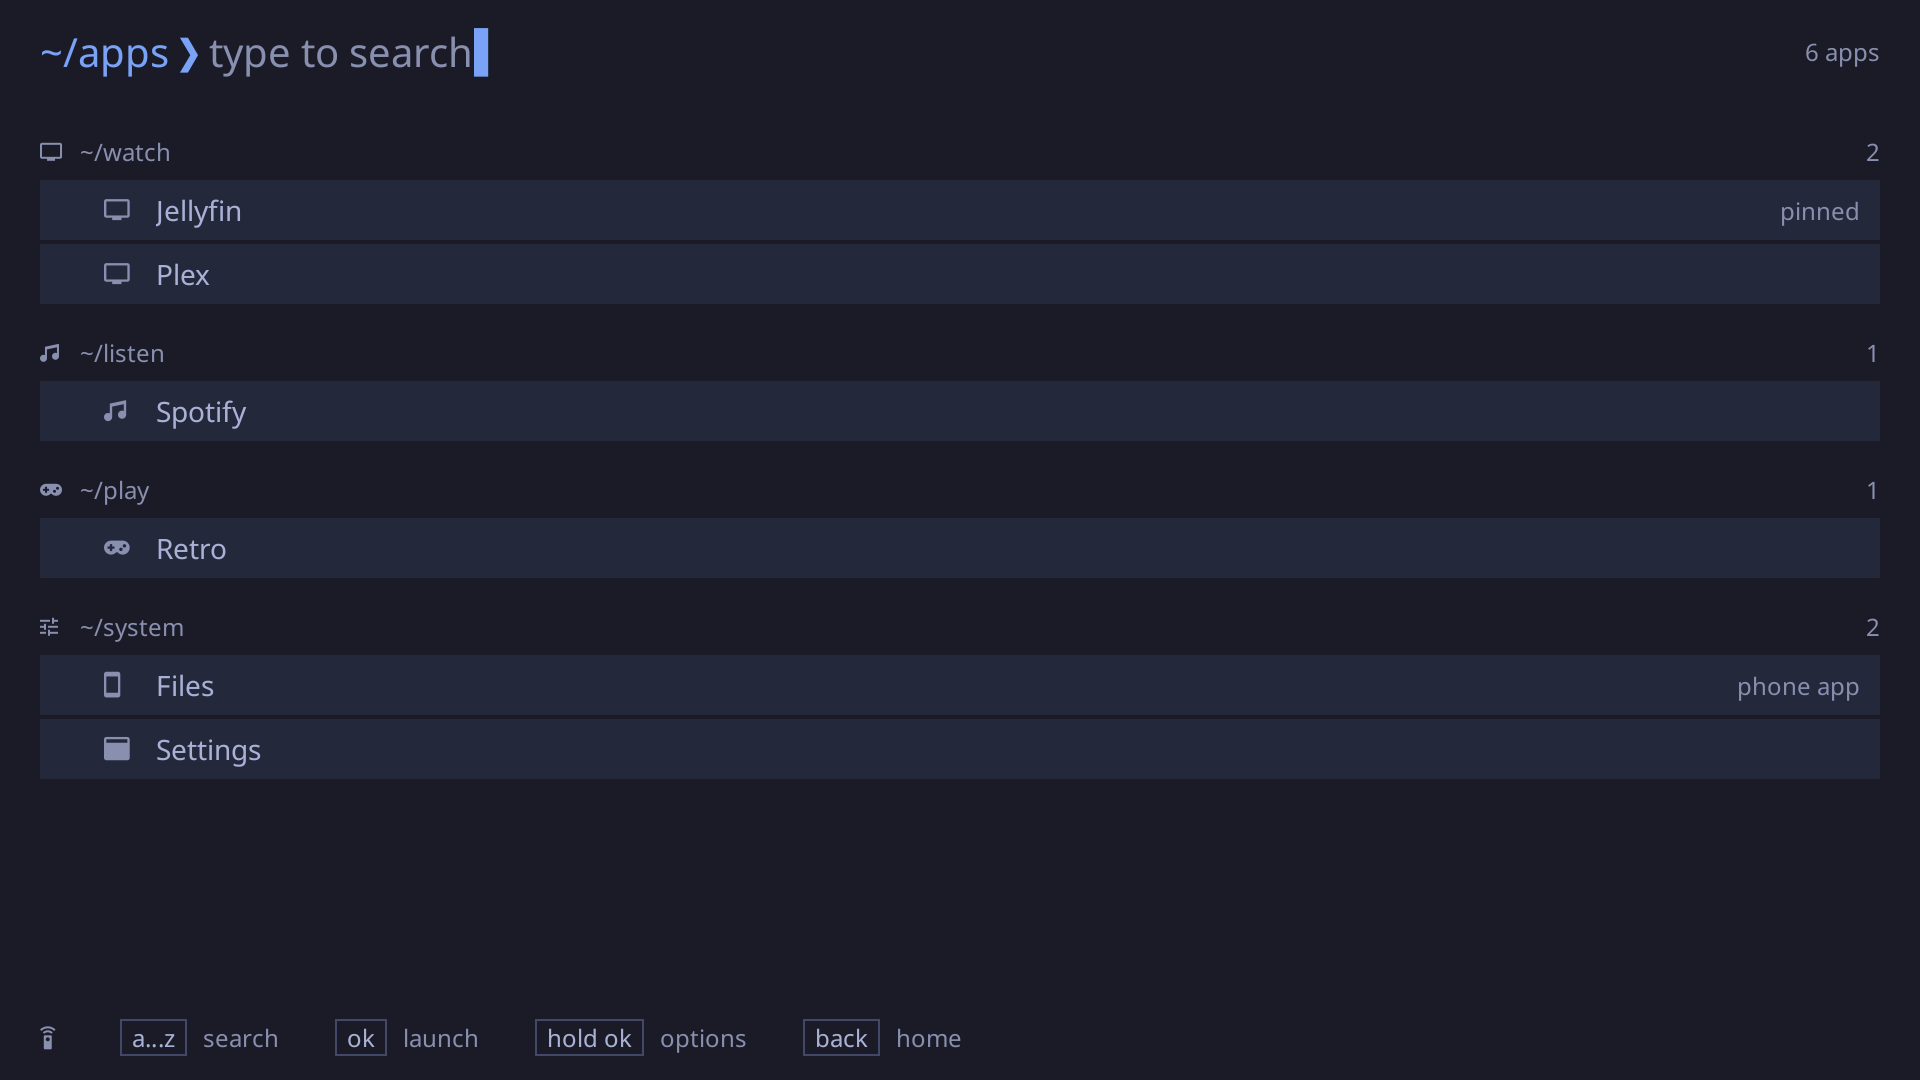 ~/apps ❯ type to search
6 apps
~/watch 2
Jellyfin pinned
Plex
~/listen 1
Spotify
~/play 1
Retro
~/system 2
Files phone app
Settings
a...z search ok launch hold ok options back home